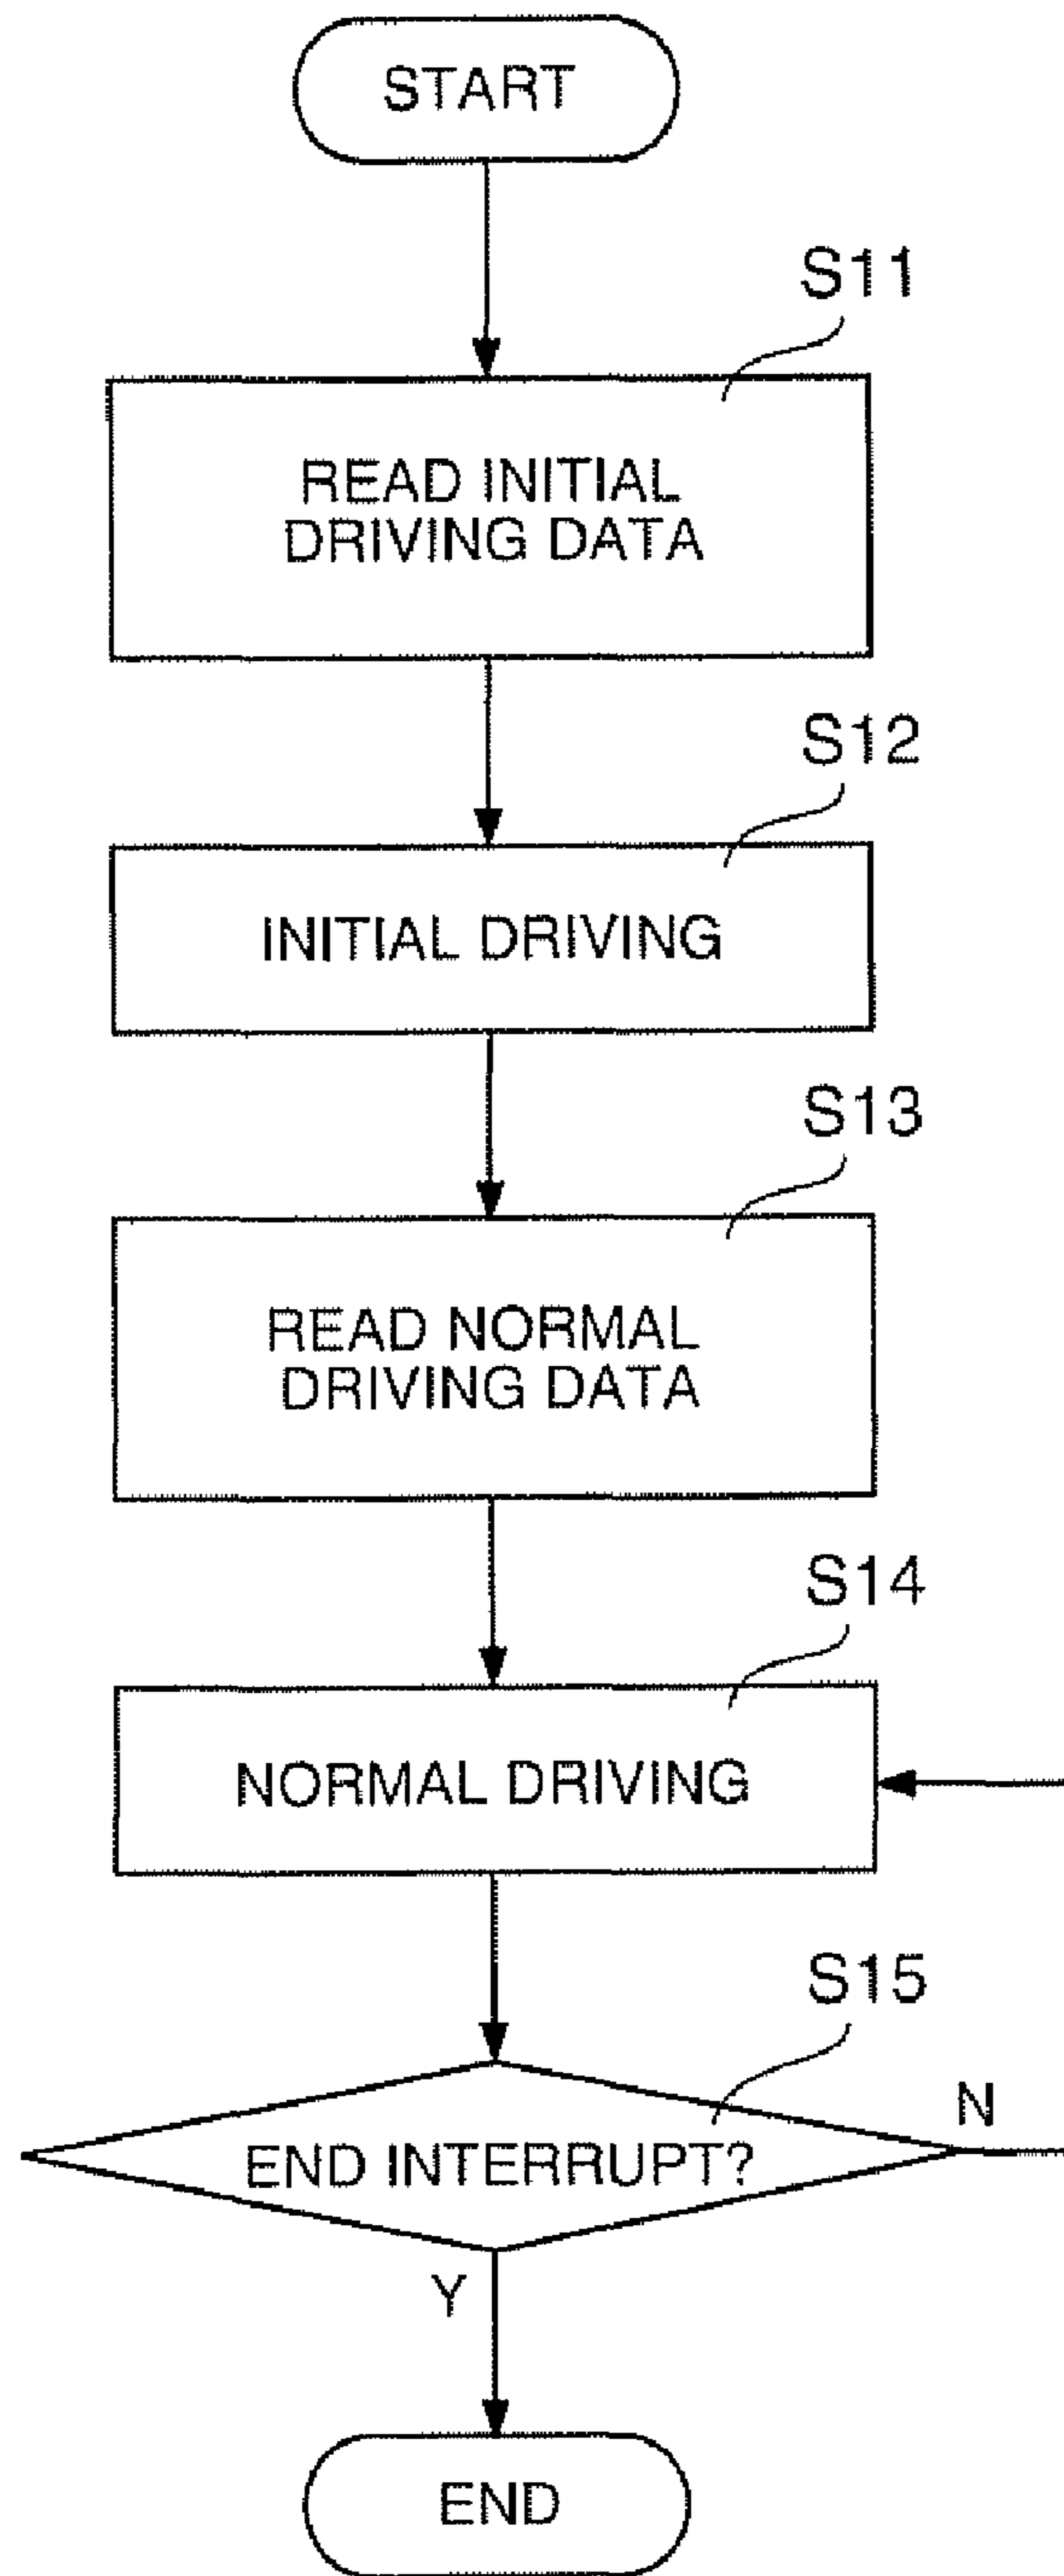 START
S11
READ INITIAL
DRIVING DATA
S12
INITIAL DRIVING
S13
READ NORMAL
DRIVING DATA
S14
NORMAL DRIVING
S15
END INTERRUPT?
N
Y
END